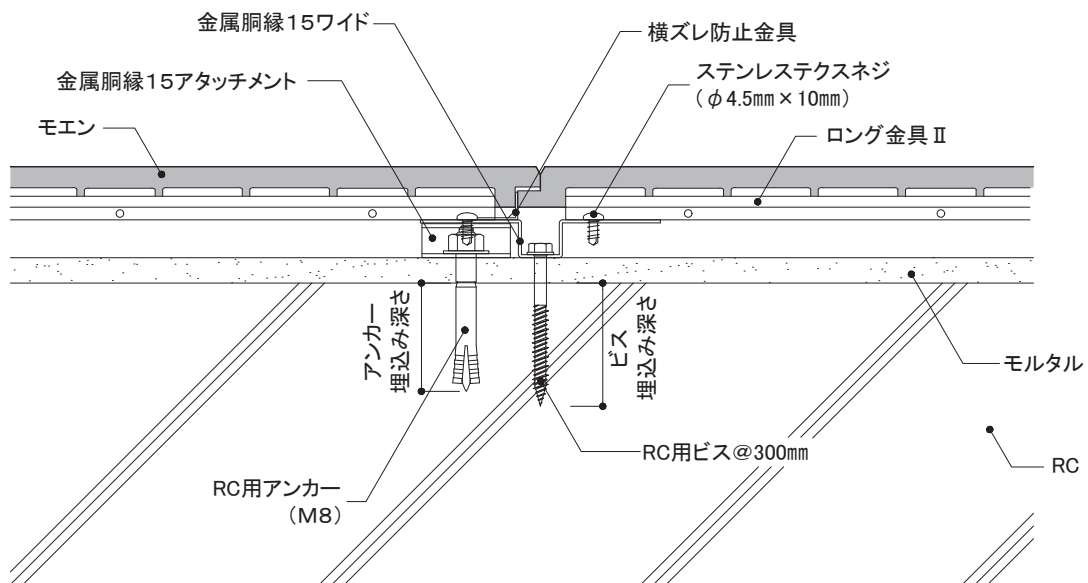 金属胴縁15ワイド
横ズレ防止金具
金属胴縁15アタッチメント
ステンレステクスネジ
（φ4.5㎜×10㎜）
モエン
ロング金具Ⅱ
アンカー
埋込み深さ
ビス
埋込み深さ
モルタル
RC用ビス@300㎜
RC
RC用アンカー
（M8）